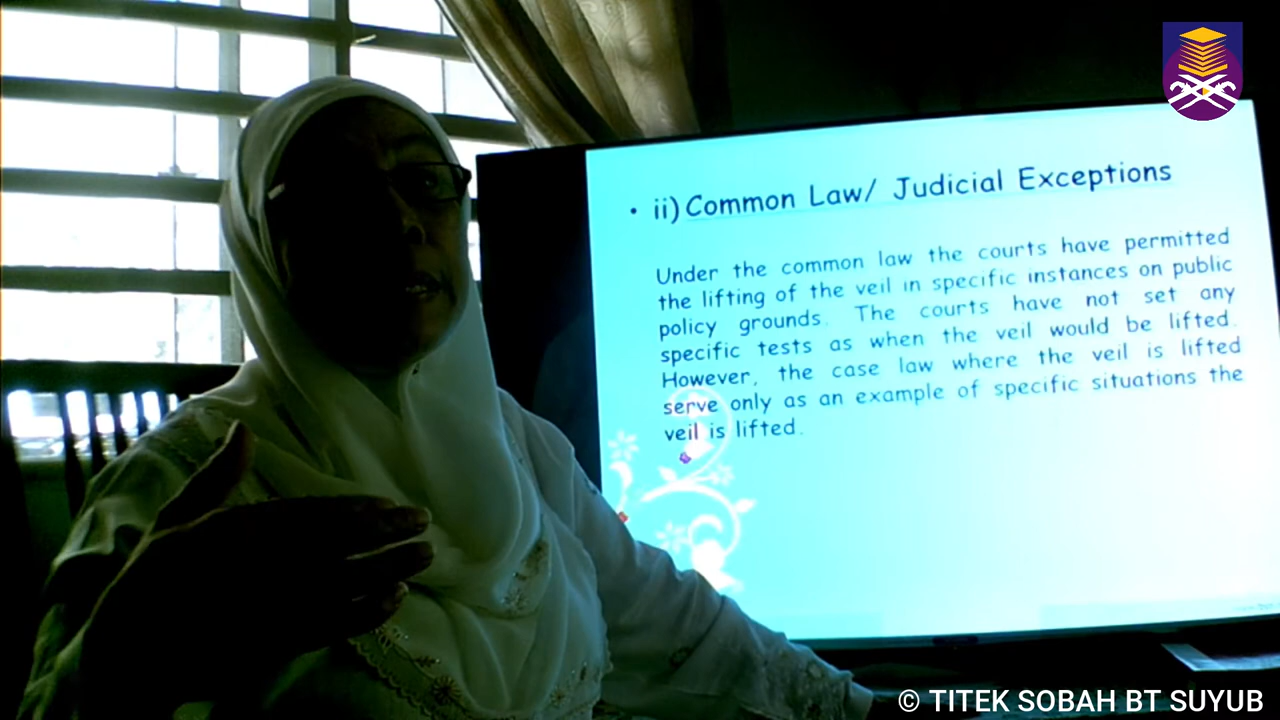 • ii) Common Law/ Judicial Exceptions
Under the common law the courts have permitted
the lifting of the veil in specific instances on public
policy grounds. The courts have not set any
specific tests as when the veil would be lifted.
However, the case law where the veil is lifted
serve only as an example of specific situations the
veil is lifted.
© TITEK SOBAH BT SUYUB